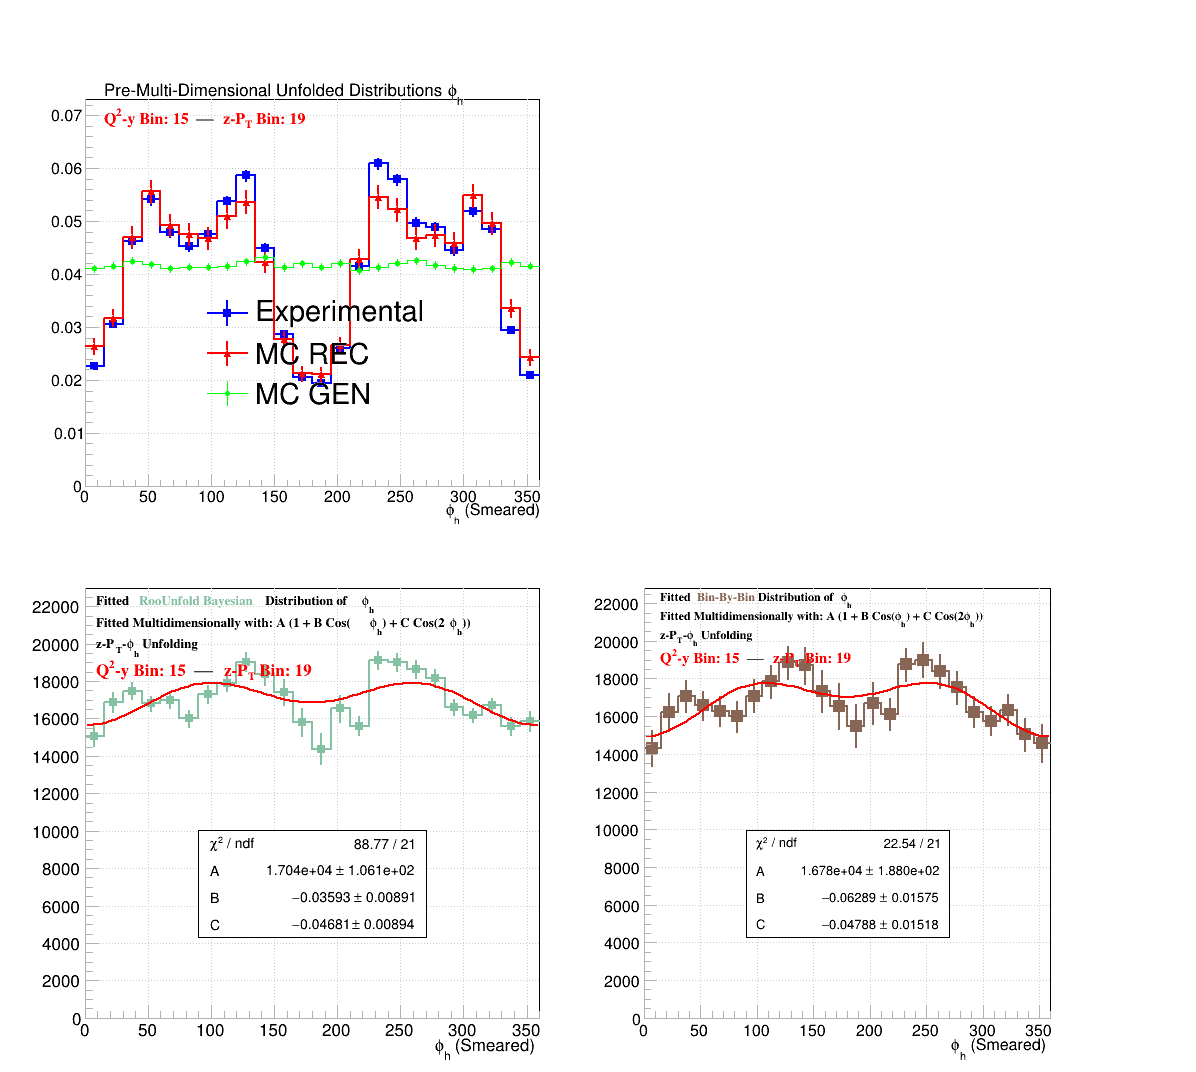 Pre-Multi-Dimensional Unfolded Distributions ϕh
Q2-y Bin: 15 — z-PT Bin: 19
0.07
0.06
0.05
0.04
0.03
0.02
0.01
0
Experimental
MC REC
MC GEN
0 50 100 150 200 250 300 350
ϕh (Smeared)
Fitted RooUnfold Bayesian Distribution of ϕh
Fitted Multidimensionally with: A (1 + B Cos( ϕh) + C Cos(2 ϕh))
z-PT-ϕh Unfolding
Q2-y Bin: 15 — z-PT Bin: 19
22000
20000
18000
16000
14000
12000
10000
8000
6000
4000
2000
0
χ2 / ndf 88.77 / 21
A 1.704e+04 ± 1.061e+02
B −0.03593 ± 0.00891
C −0.04681 ± 0.00894
0 50 100 150 200 250 300 350
ϕh (Smeared)
Fitted Bin-By-Bin Distribution of ϕh
Fitted Multidimensionally with: A (1 + B Cos(ϕh) + C Cos(2ϕh))
z-PT-ϕh Unfolding
Q2-y Bin: 15 — z-PT Bin: 19
22000
20000
18000
16000
14000
12000
10000
8000
6000
4000
2000
0
χ2 / ndf 22.54 / 21
A 1.678e+04 ± 1.880e+02
B −0.06289 ± 0.01575
C −0.04788 ± 0.01518
0 50 100 150 200 250 300 350
ϕh (Smeared)